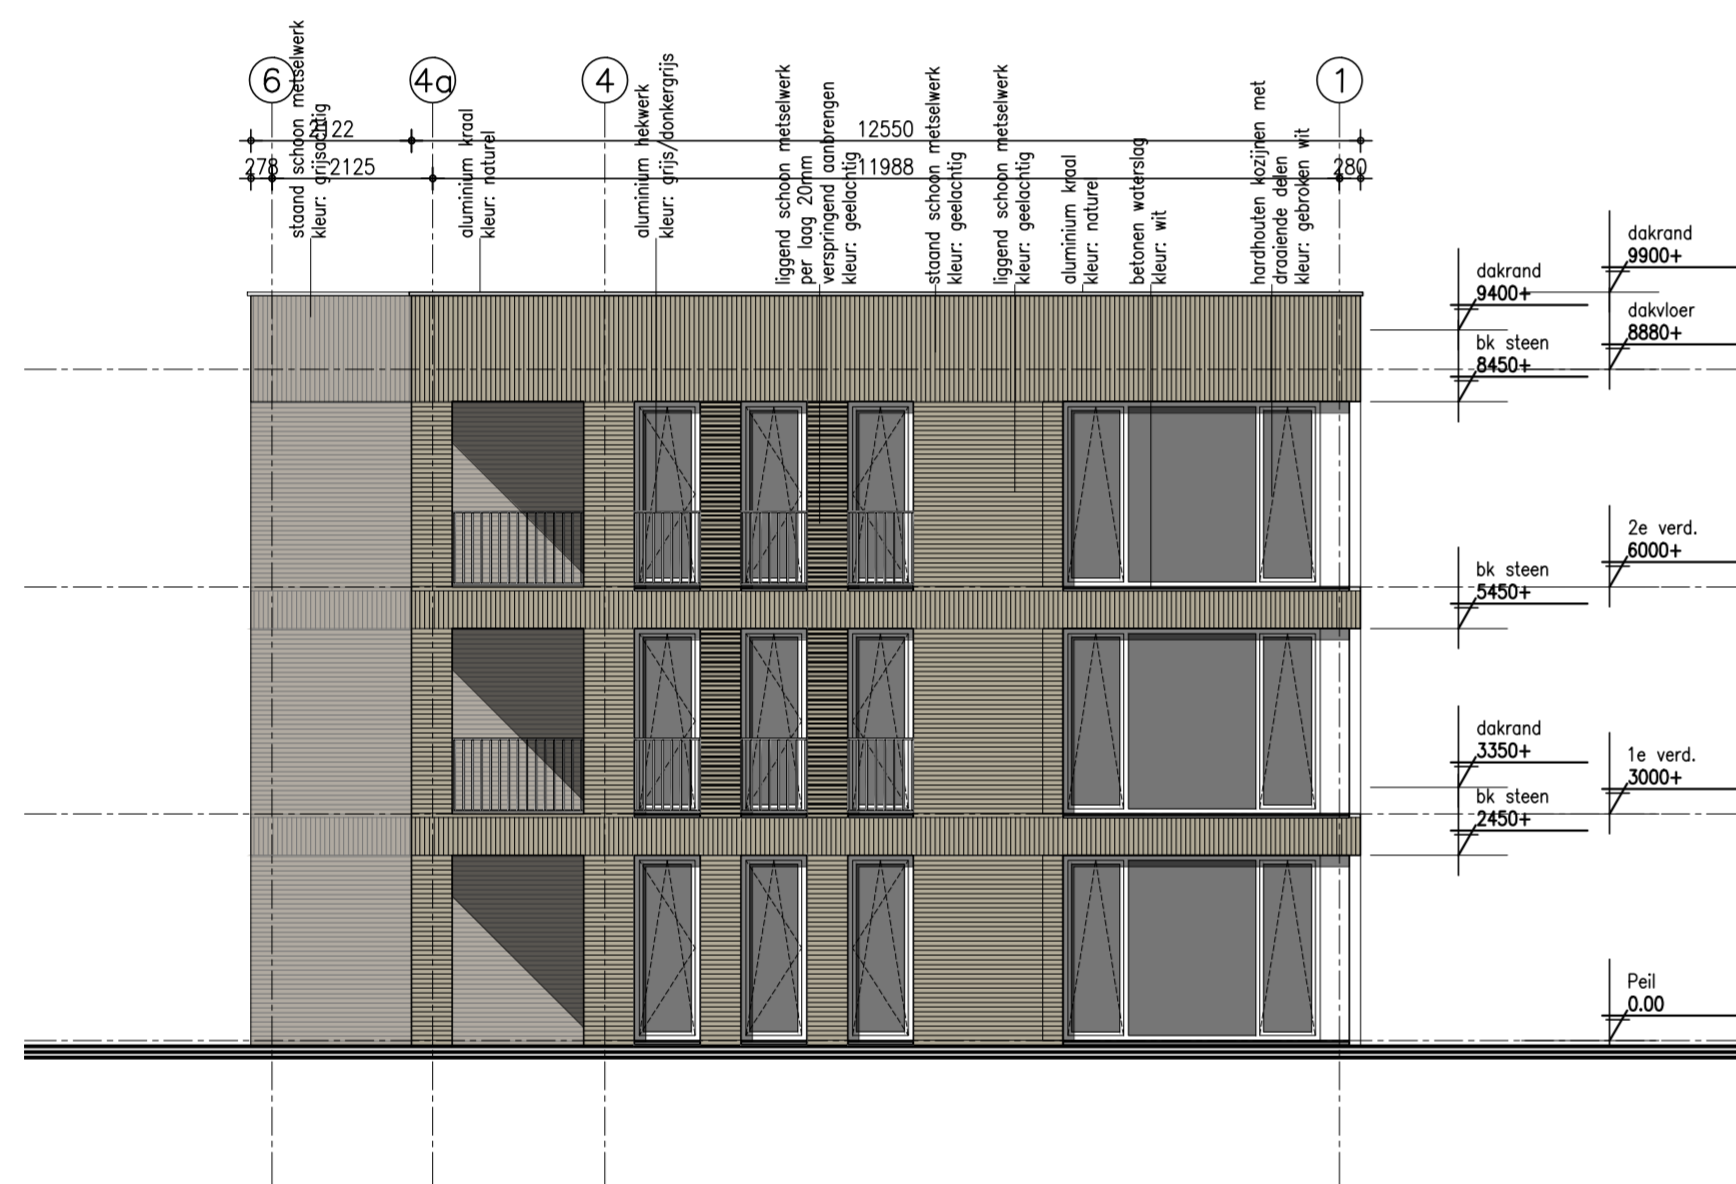 6
4a
4
1
2122
12550
278
2125
11988
280
staand schoon metselwerk
kleur: grijsachtig
aluminium kraal
kleur: naturel
aluminium hekwerk
kleur: grijs/donkergrijs
liggend schoon metselwerk
per laag 20mm
verspringend aanbrengen
kleur: geelachtig
staand schoon metselwerk
kleur: geelachtig
liggend schoon metselwerk
kleur: geelachtig
aluminium kraal
kleur: naturel
betonen waterslag
kleur: wit
hardhouten kozijnen met
draaiende delen
kleur: gebroken wit
dakrand
9900+
dakrand
9400+
dakvloer
8880+
bk steen
8450+
2e verd.
6000+
bk steen
5450+
dakrand
3350+
1e verd.
3000+
bk steen
2450+
Peil
0.00